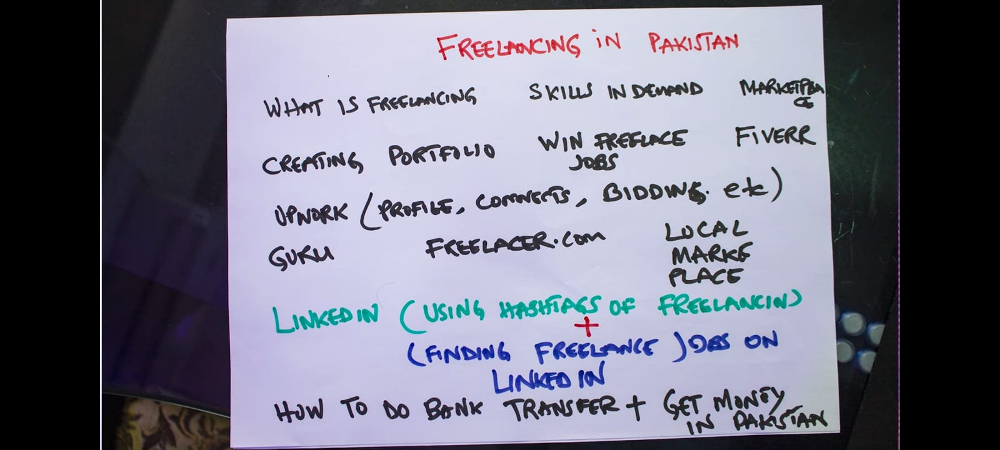 FREELANCING iN PAKISTAN
WHAT IS FREELANCING SKILLS IN DEMAND MARKETPLA
CE
CREATING PORTFOLIO WIN FREELACE FIVERR
JOBS
UPWORK (PROFILE, CONNECTS, BIDDING. etc)
GURU FREELACER.com LOCAL
MARKE
PLACE
LINKEDIN (USING HASHTAGS OF FREELANCIN)
+
(FINDING FREELANCE) JOBS ON
LINKED IN
HOW TO DO BANK TRANSFER + GET MONEY
IN PAKISTAN